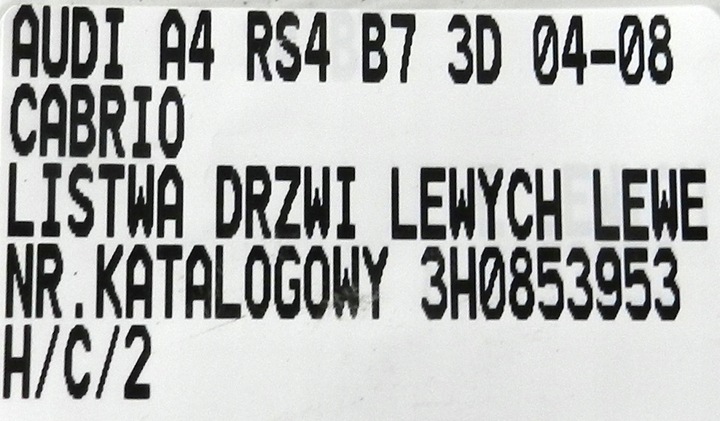 AUDI A4 RS4 B7 3D 04-08
CABRIO
LISTWA DRZWI LEWYCH LEWE
NR.KATALOGOWY 3H0853953
H/C/2